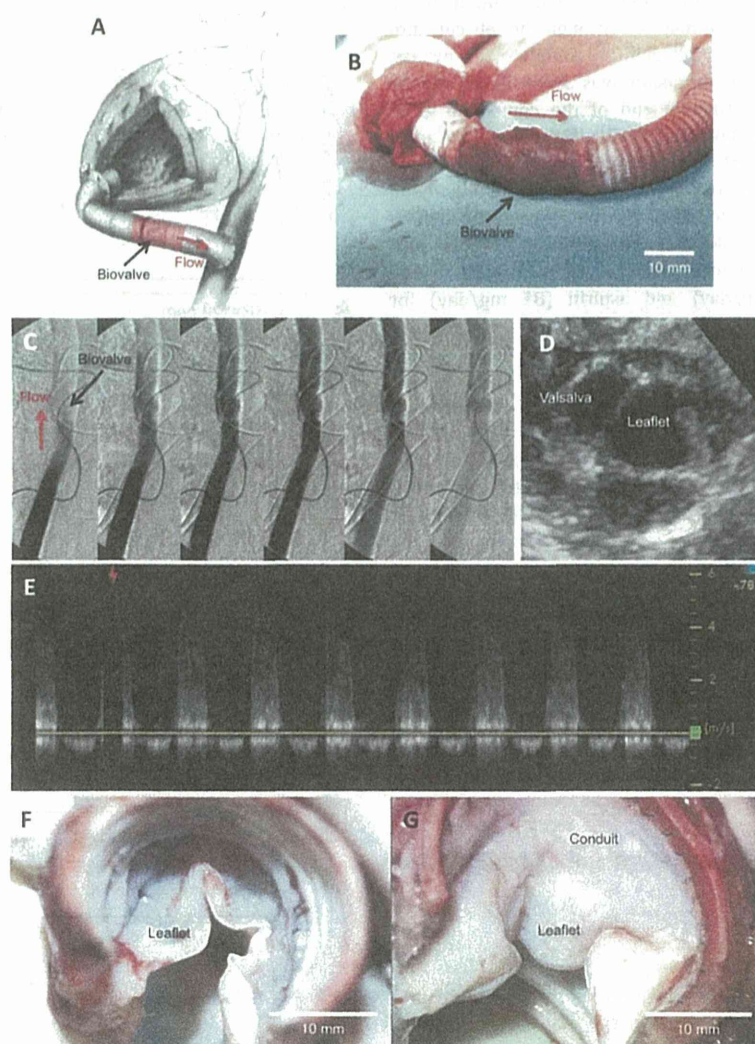 A
Biovalve
Flow
B
Flow
Biovalve
10 mm
C
Biovalve
Flow
D
Valsalva
Leaflet
E
6
.78
4
2
[m/s]
-2
F
Leaflet
10 mm
G
Conduit
Leaflet
10 mm